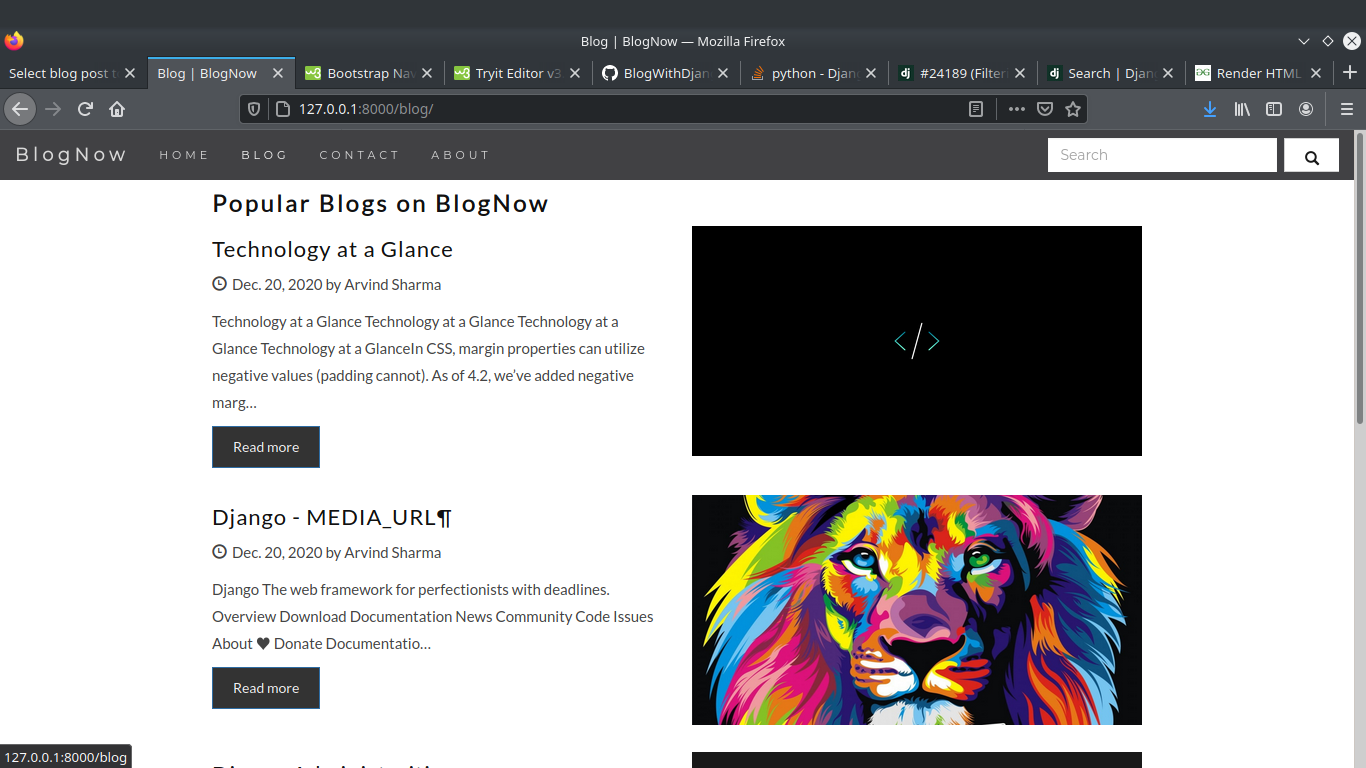 Blog | BlogNow — Mozilla Firefox
Select blog post t
Blog | BlogNow
Bootstrap Nav
Tryit Editor v3
BlogWithDjan
python - Djang
#24189 (Filteri
Search | Djang
Render HTML
127.0.0.1:8000/blog/
BlogNow
HOME
BLOG
CONTACT
ABOUT
Search
Popular Blogs on BlogNow
Technology at a Glance
Dec. 20, 2020 by Arvind Sharma
Technology at a Glance Technology at a Glance Technology at a
Glance Technology at a GlanceIn CSS, margin properties can utilize
negative values (padding cannot). As of 4.2, we’ve added negative
marg…
Read more
</>
Django - MEDIA_URL¶
Dec. 20, 2020 by Arvind Sharma
Django The web framework for perfectionists with deadlines.
Overview Download Documentation News Community Code Issues
About ♥ Donate Documentatio…
Read more
127.0.0.1:8000/blog